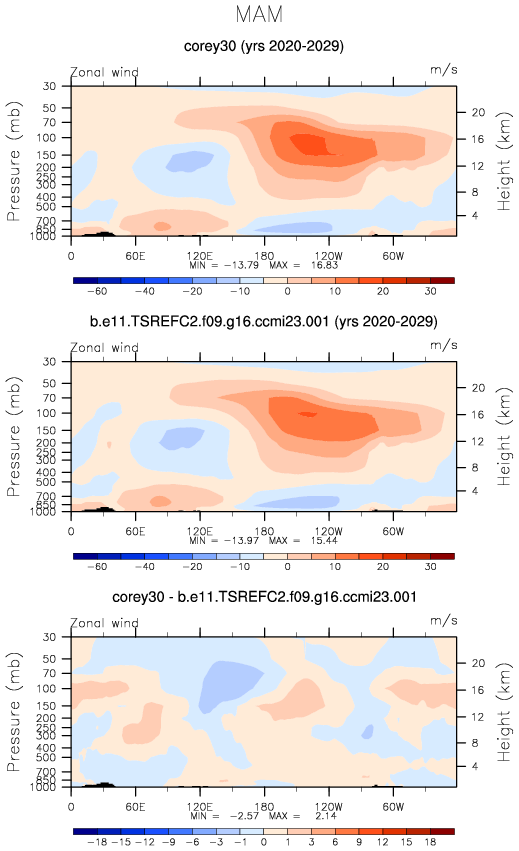 MAM
corey30 (yrs 2020-2029)
Zonal wind m/s
Pressure (mb)
30
50
70
100
150
200
250
300
400
500
700
850
1000
20
16
12
8
4
Height (km)
0 60E 120E 180 120W 60W
MIN = -13.79 MAX = 16.83
-60 -40 -20 -10 0 10 20 30
b.e11.TSREFC2.f09.g16.ccmi23.001 (yrs 2020-2029)
Zonal wind m/s
Pressure (mb)
30
50
70
100
150
200
250
300
400
500
700
850
1000
20
16
12
8
4
Height (km)
0 60E 120E 180 120W 60W
MIN = -13.97 MAX = 15.44
-60 -40 -20 -10 0 10 20 30
corey30 - b.e11.TSREFC2.f09.g16.ccmi23.001
Zonal wind m/s
Pressure (mb)
30
50
70
100
150
200
250
300
400
500
700
850
1000
20
16
12
8
4
Height (km)
0 60E 120E 180 120W 60W
MIN = -2.57 MAX = 2.14
-18 -15 -12 -9 -6 -3 -1 0 1 3 6 9 12 15 18